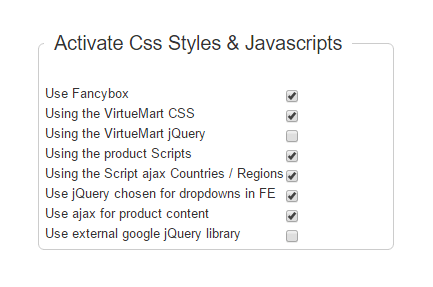 Activate Css Styles & Javascripts
Use Fancybox
Using the VirtueMart CSS
Using the VirtueMart jQuery
Using the product Scripts
Using the Script ajax Countries / Regions
Use jQuery chosen for dropdowns in FE
Use ajax for product content
Use external google jQuery library